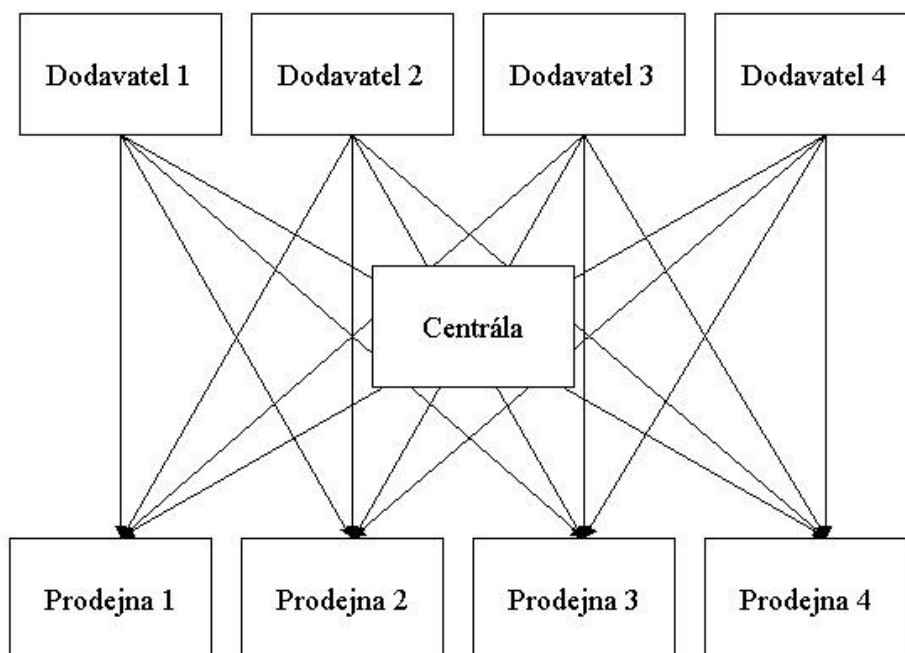 Dodavatel 1
Dodavatel 2
Dodavatel 3
Dodavatel 4
Centrála
Prodejna 1
Prodejna 2
Prodejna 3
Prodejna 4